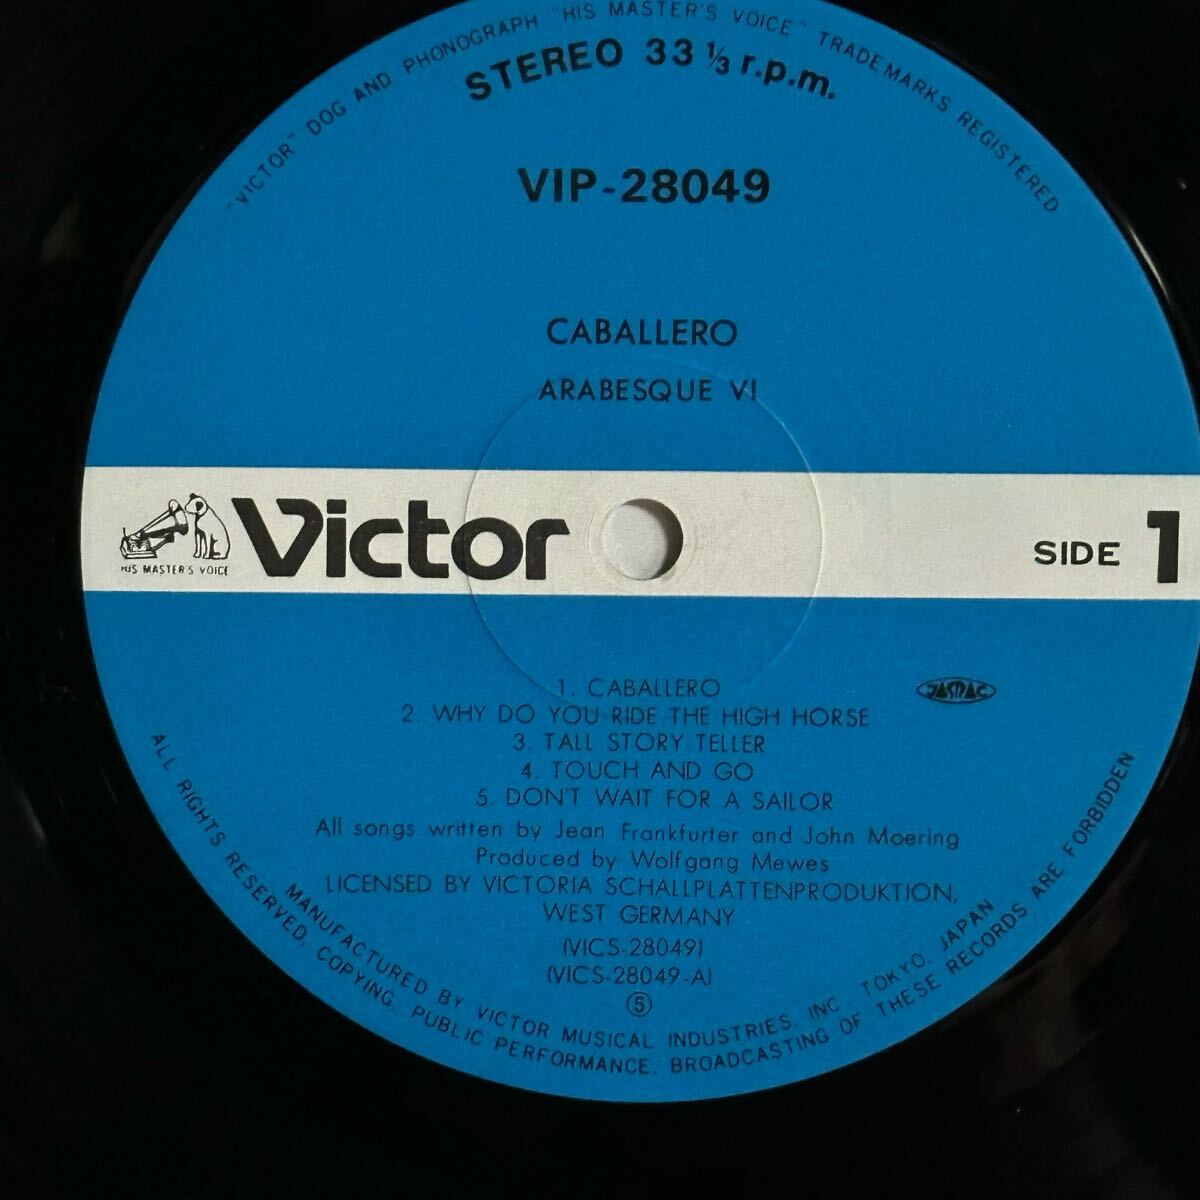 "VICTOR" DOG AND PHONOGRAPH "HIS MASTER'S VOICE" TRADEMARKS REGISTERED
STEREO 33 ⅓ r.p.m.
VIP-28049
CABALLERO
ARABESQUE VI
HIS MASTER'S VOICE
Victor
SIDE 1
JASRAC
1. CABALLERO
2. WHY DO YOU RIDE THE HIGH HORSE
3. TALL STORY TELLER
4. TOUCH AND GO
5. DON'T WAIT FOR A SAILOR
All songs written by Jean Frankfurter and John Moering
Produced by Wolfgang Mewes
LICENSED BY VICTORIA SCHALLPLATTENPRODUKTION,
WEST GERMANY
(VICS-28049)
(VICS-28049-A)
⑤
MANUFACTURED BY VICTOR MUSICAL INDUSTRIES INC., TOKYO, JAPAN
ALL RIGHTS RESERVED, COPYING, PUBLIC PERFORMANCE, BROADCASTING OF THESE RECORDS ARE FORBIDDEN